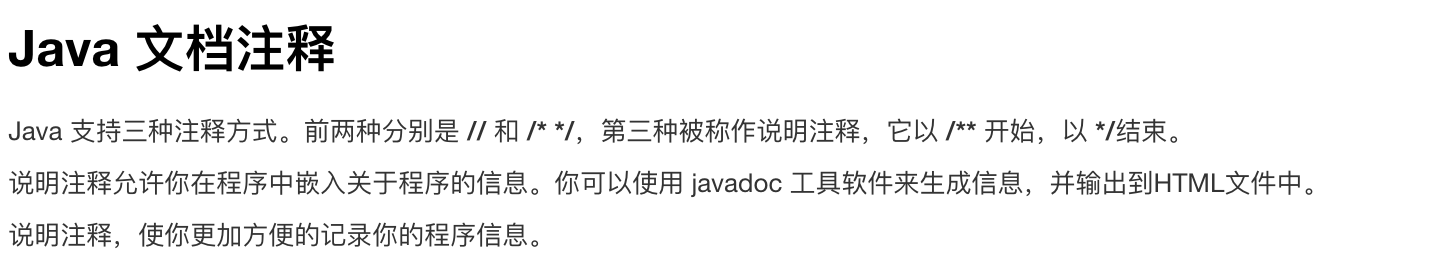 Java 文档注释
Java 支持三种注释方式。前两种分别是 // 和 /* */，第三种被称作说明注释，它以 /** 开始，以 */结束。
说明注释允许你在程序中嵌入关于程序的信息。你可以使用 javadoc 工具软件来生成信息，并输出到HTML文件中。
说明注释，使你更加方便的记录你的程序信息。